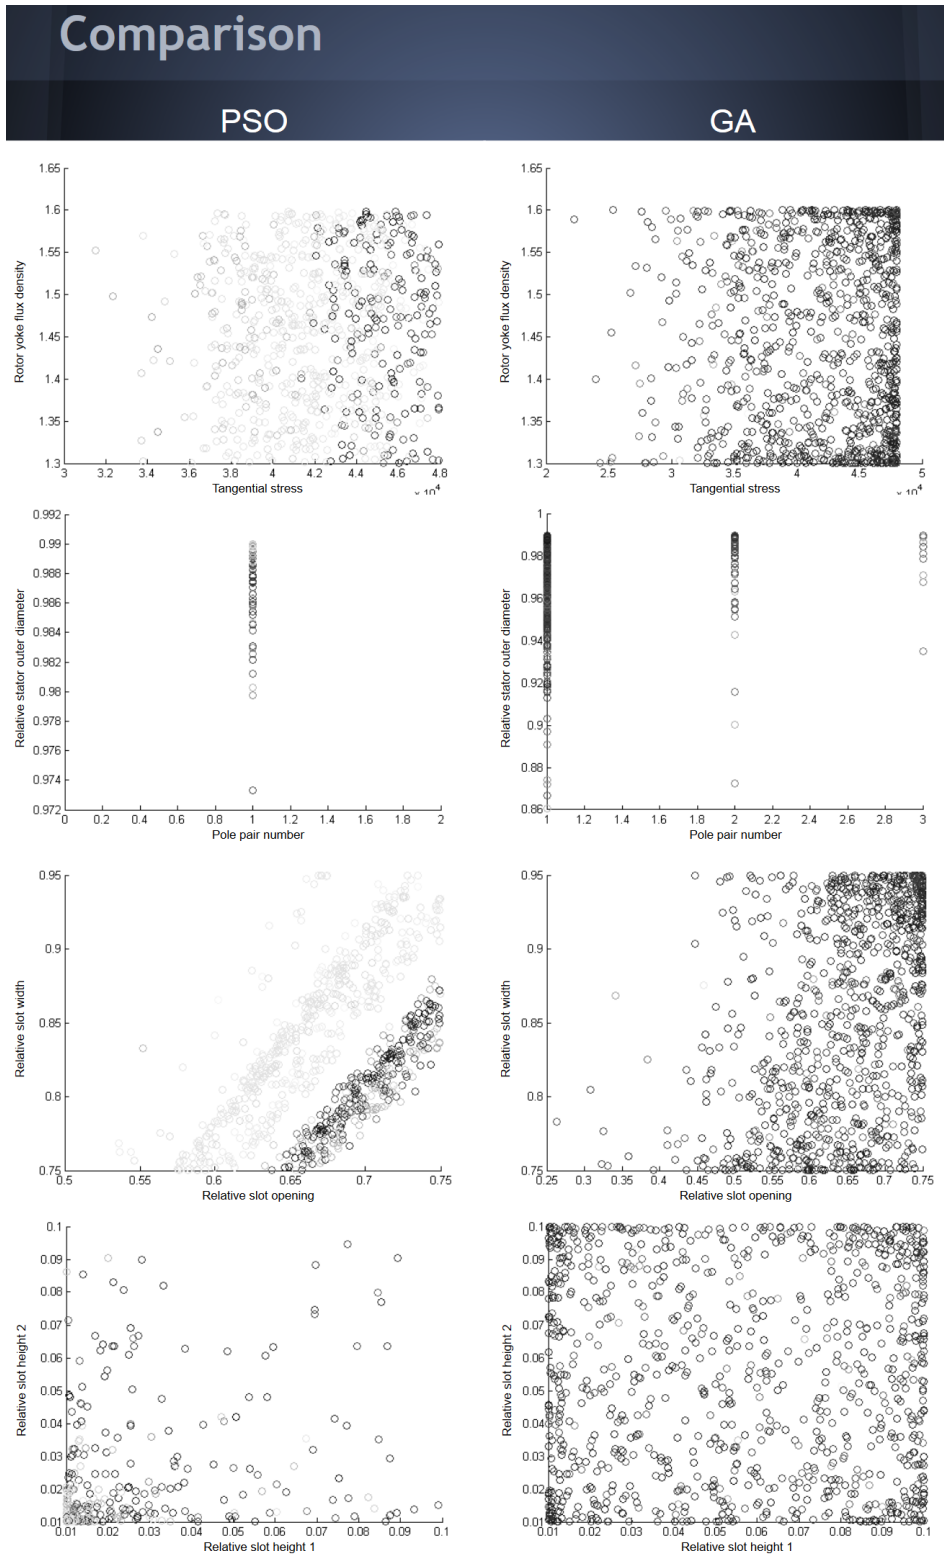 Comparison
PSO GA
1.65
1.6
1.55
1.5
1.45
1.4
1.35
1.3
Rotor yoke flux density
3 3.2 3.4 3.6 3.8 4 4.2 4.4 4.6 4.8
Tangential stress
x 10^4
1.65
1.6
1.55
1.5
1.45
1.4
1.35
1.3
Rotor yoke flux density
2 2.5 3 3.5 4 4.5 5
Tangential stress
x 10^4
0.992
0.99
0.988
0.986
0.984
0.982
0.98
0.978
0.976
0.974
0.972
Relative stator outer diameter
0 0.2 0.4 0.6 0.8 1 1.2 1.4 1.6 1.8 2
Pole pair number
1
0.98
0.96
0.94
0.92
0.9
0.88
0.86
Relative stator outer diameter
1 1.2 1.4 1.6 1.8 2 2.2 2.4 2.6 2.8 3
Pole pair number
0.95
0.9
0.85
0.8
0.75
Relative slot width
0.5 0.55 0.6 0.65 0.7 0.75
Relative slot opening
0.95
0.9
0.85
0.8
0.75
Relative slot width
0.25 0.3 0.35 0.4 0.45 0.5 0.55 0.6 0.65 0.7 0.75
Relative slot opening
0.1
0.09
0.08
0.07
0.06
0.05
0.04
0.03
0.02
0.01
Relative slot height 2
0.01 0.02 0.03 0.04 0.05 0.06 0.07 0.08 0.09 0.1
Relative slot height 1
0.1
0.09
0.08
0.07
0.06
0.05
0.04
0.03
0.02
0.01
Relative slot height 2
0.01 0.02 0.03 0.04 0.05 0.06 0.07 0.08 0.09 0.1
Relative slot height 1